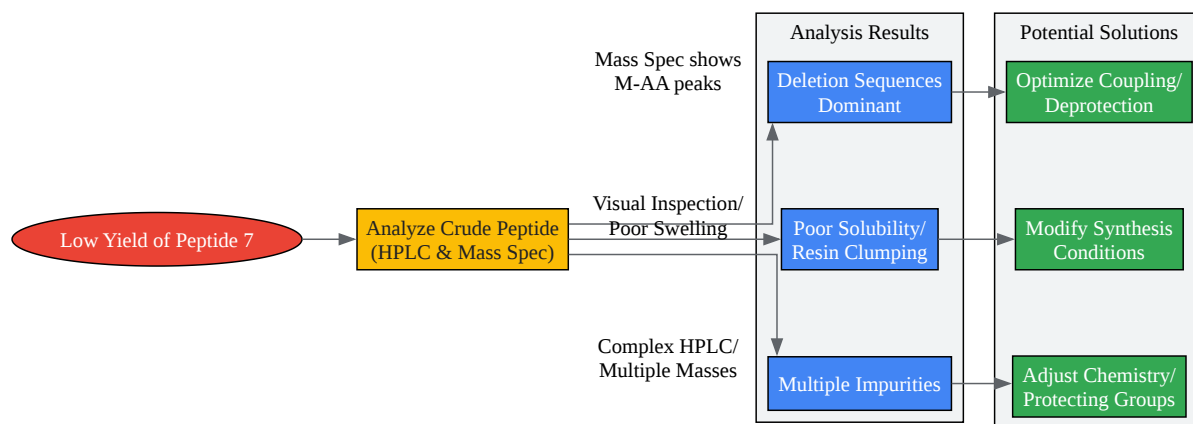 Analysis Results
Potential Solutions
Mass Spec shows
M-AA peaks
Deletion Sequences
Dominant
Optimize Coupling/
Deprotection
Low Yield of Peptide 7
Analyze Crude Peptide
(HPLC & Mass Spec)
Visual Inspection/
Poor Swelling
Poor Solubility/
Resin Clumping
Modify Synthesis
Conditions
Complex HPLC/
Multiple Masses
Multiple Impurities
Adjust Chemistry/
Protecting Groups